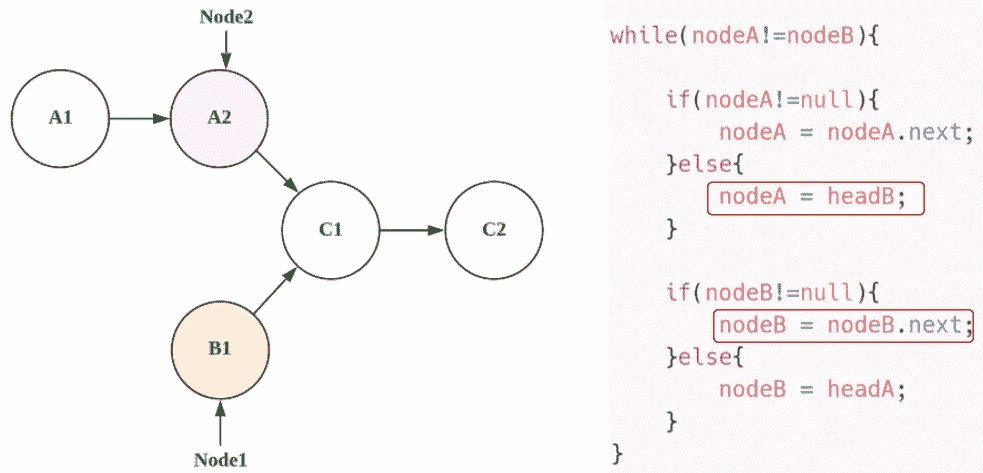 Node2
A1
A2
C1
C2
B1
Node1
while(nodeA!=nodeB){
if(nodeA!=null){
nodeA = nodeA.next;
}else{
nodeA = headB;
}
if(nodeB!=null){
nodeB = nodeB.next;
}else{
nodeB = headA;
}
}